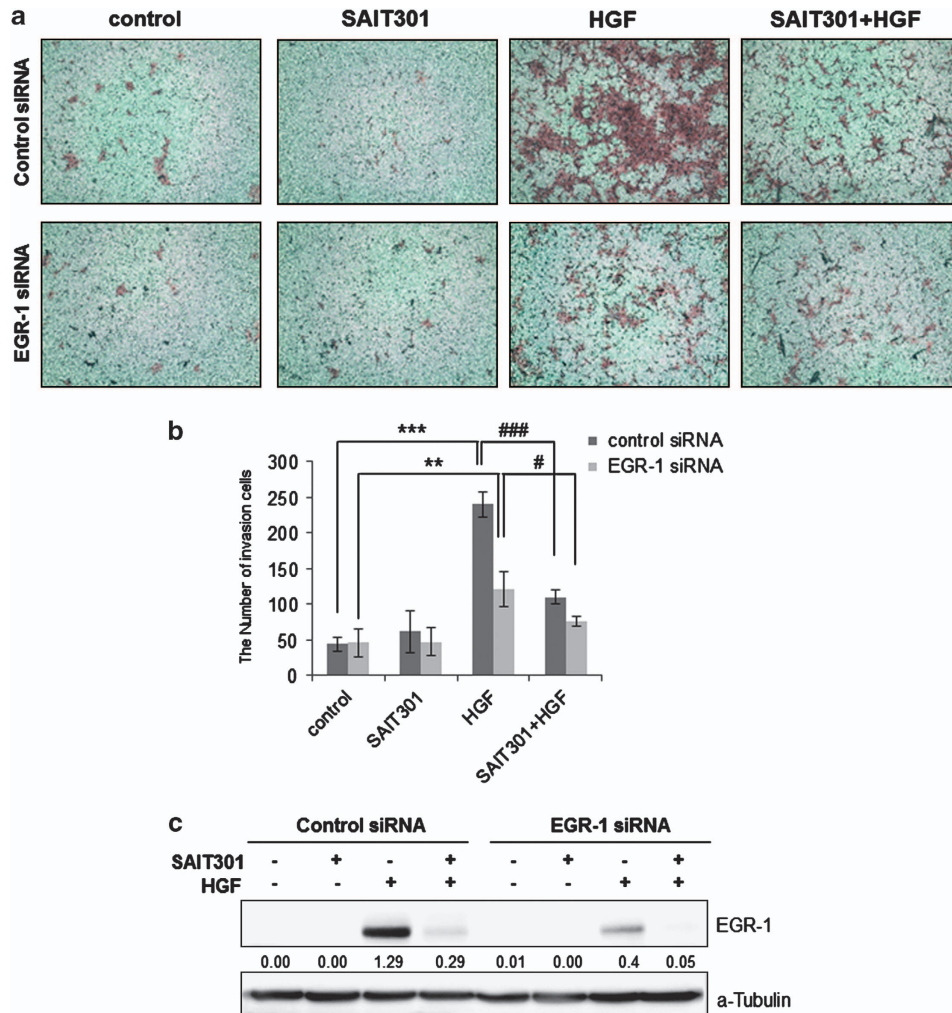 a
control SAIT301 HGF SAIT301+HGF
Control siRNA
EGR-1 siRNA
b
*** ###
** #
control siRNA
EGR-1 siRNA
The Number of invasion cells
300
250
200
150
100
50
0
control SAIT301 HGF SAIT301+HGF
c
Control siRNA EGR-1 siRNA
SAIT301 - + - + - + - +
HGF - - + + - - + +
EGR-1
0.00 0.00 1.29 0.29 0.01 0.00 0.4 0.05
a-Tubulin